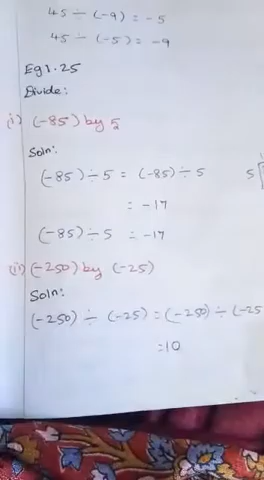 45 ÷ (-9) = -5
45 ÷ (-5) = -9
Eg 1.25
Divide:
(i) (-85) by 5
Soln:
(-85) ÷ 5 = (-85) ÷ 5
5
= -17
(-85) ÷ 5 = -17
(ii) (-250) by (-25)
Soln:
(-250) ÷ (-25) = (-250) ÷ (-25
= 10